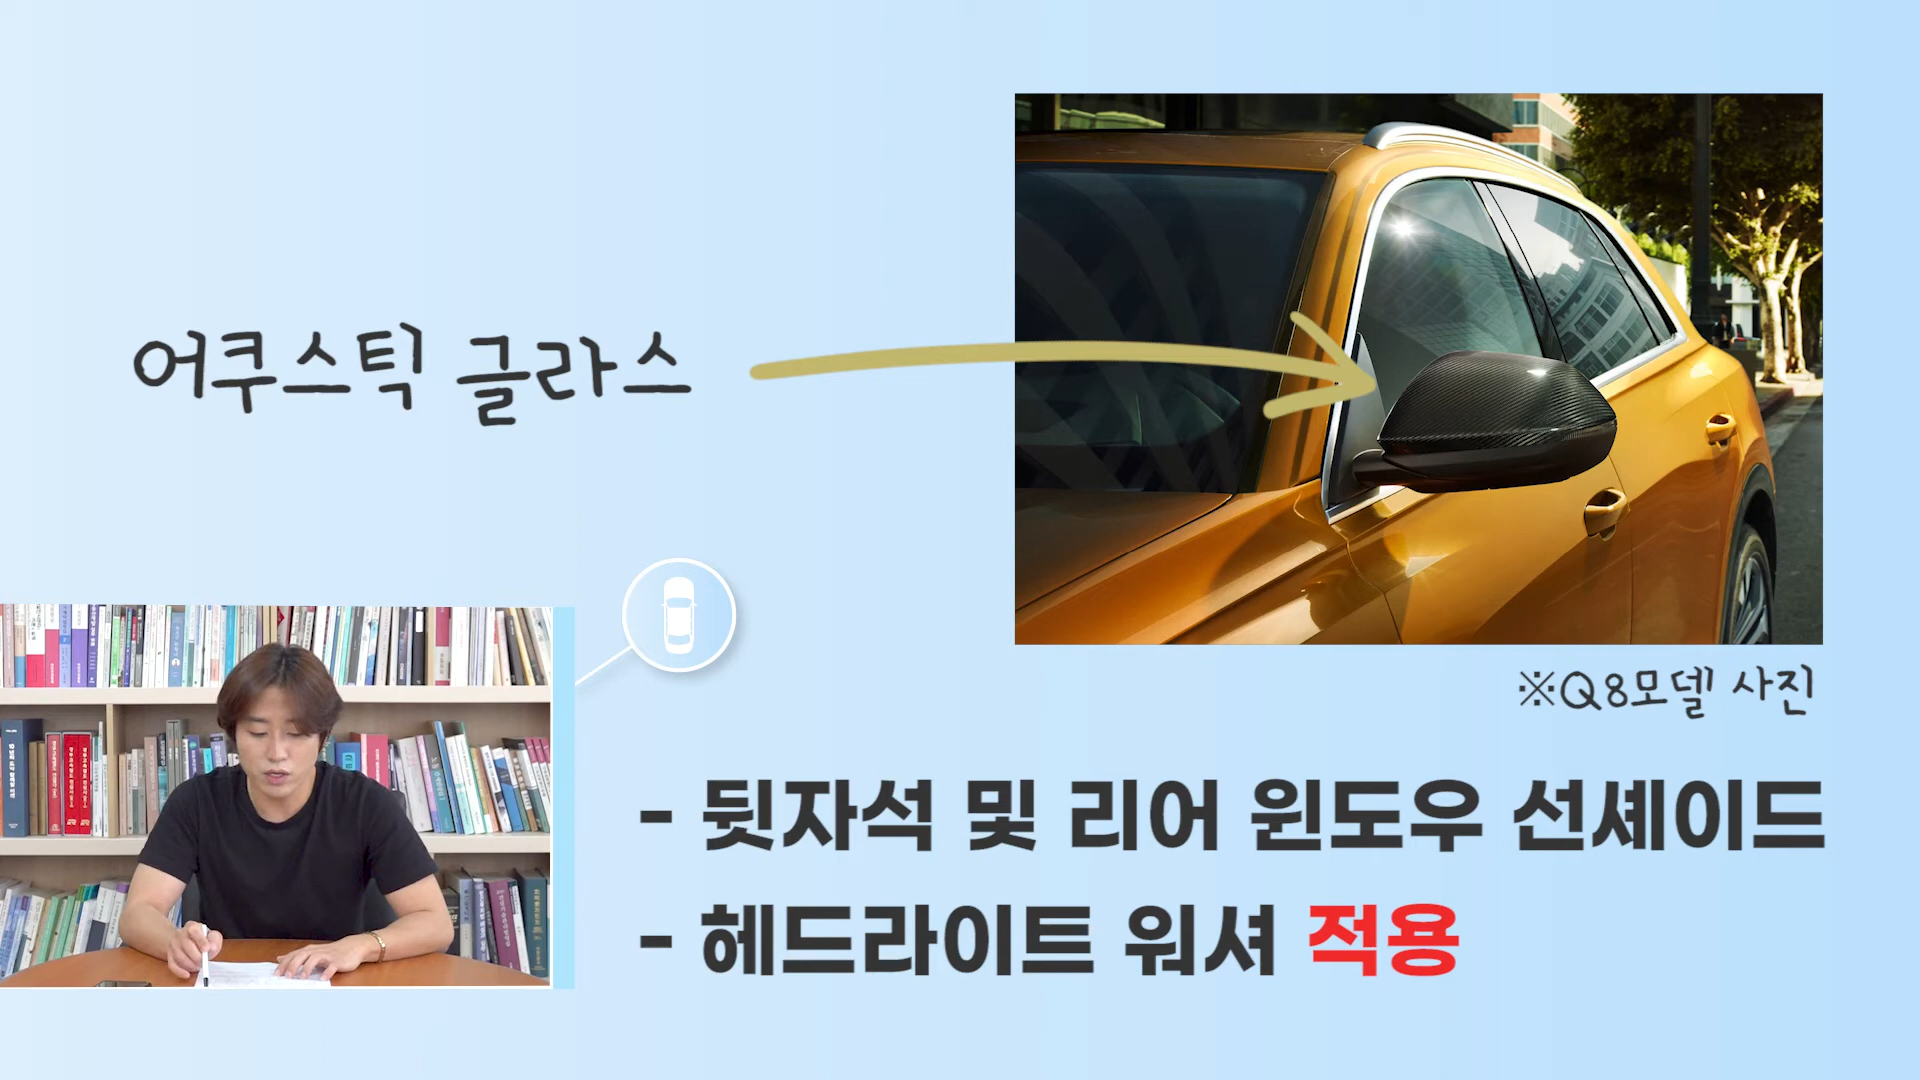 어쿠스틱 글라스
※Q8모델 사진
- 뒷자석 및 리어 윈도우 선셰이드
- 헤드라이트 워셔 적용